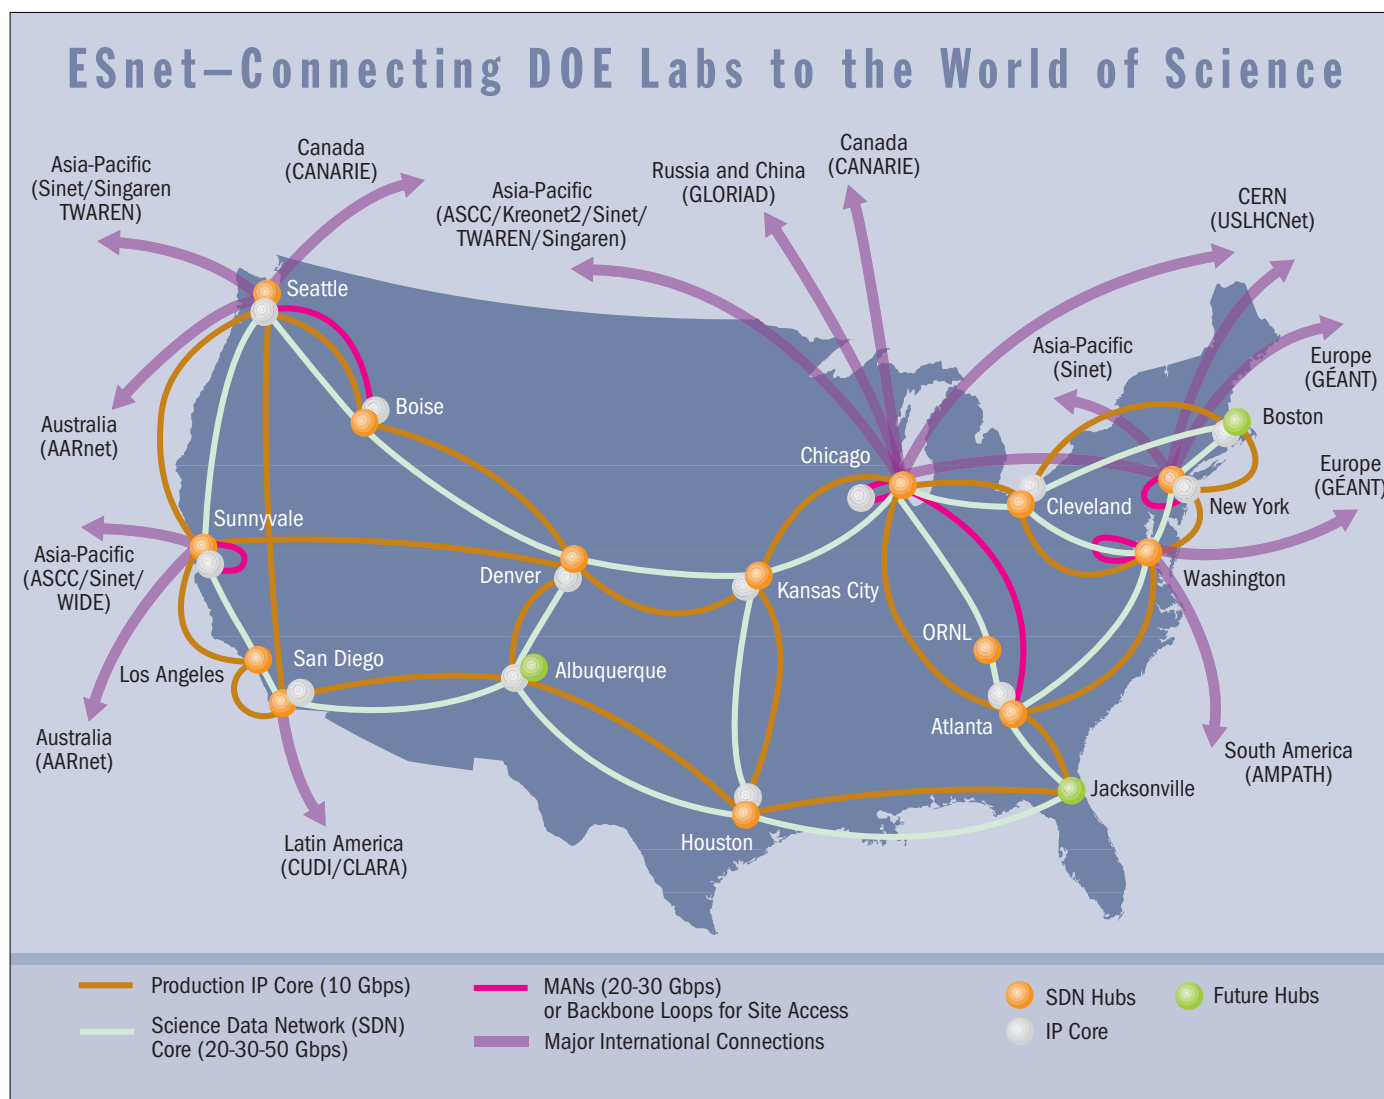 ESnet—Connecting DOE Labs to the World of Science
Asia-Pacific
(Sinet/Singaren
TWAREN)
Canada
(CANARIE)
Asia-Pacific
(ASCC/Kreonet2/Sinet/
TWAREN/Singaren)
Russia and China
(GLORIAD)
Canada
(CANARIE)
CERN
(USLHCNet)
Seattle
Asia-Pacific
(Sinet)
Europe
(GÉANT)
Australia
(AARnet)
Boise
Boston
Chicago
Europe
(GÉANT)
Cleveland
New York
Sunnyvale
Asia-Pacific
(ASCC/Sinet/
WIDE)
Denver
Kansas City
Washington
ORNL
Los Angeles
San Diego
Albuquerque
Atlanta
Australia
(AARnet)
South America
(AMPATH)
Jacksonville
Houston
Latin America
(CUDI/CLARA)
Production IP Core (10 Gbps)
Science Data Network (SDN)
Core (20-30-50 Gbps)
MANs (20-30 Gbps)
or Backbone Loops for Site Access
Major International Connections
SDN Hubs
IP Core
Future Hubs